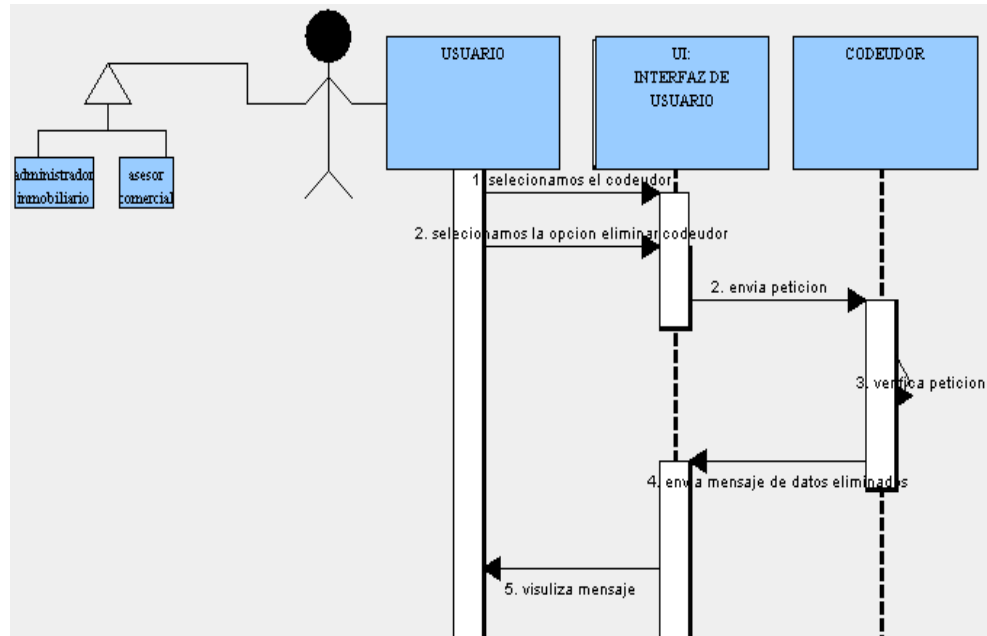 USUARIO
UI:
INTERFAZ DE
USUARIO
CODEUDOR
administrador
inmobiliario
asesor
comercial
1. selecionamos el codeudor
2. selecionamos la opcion eliminar codeudor
2. envia peticion
3. verifica peticion
4. envia mensaje de datos eliminados
5. visuliza mensaje